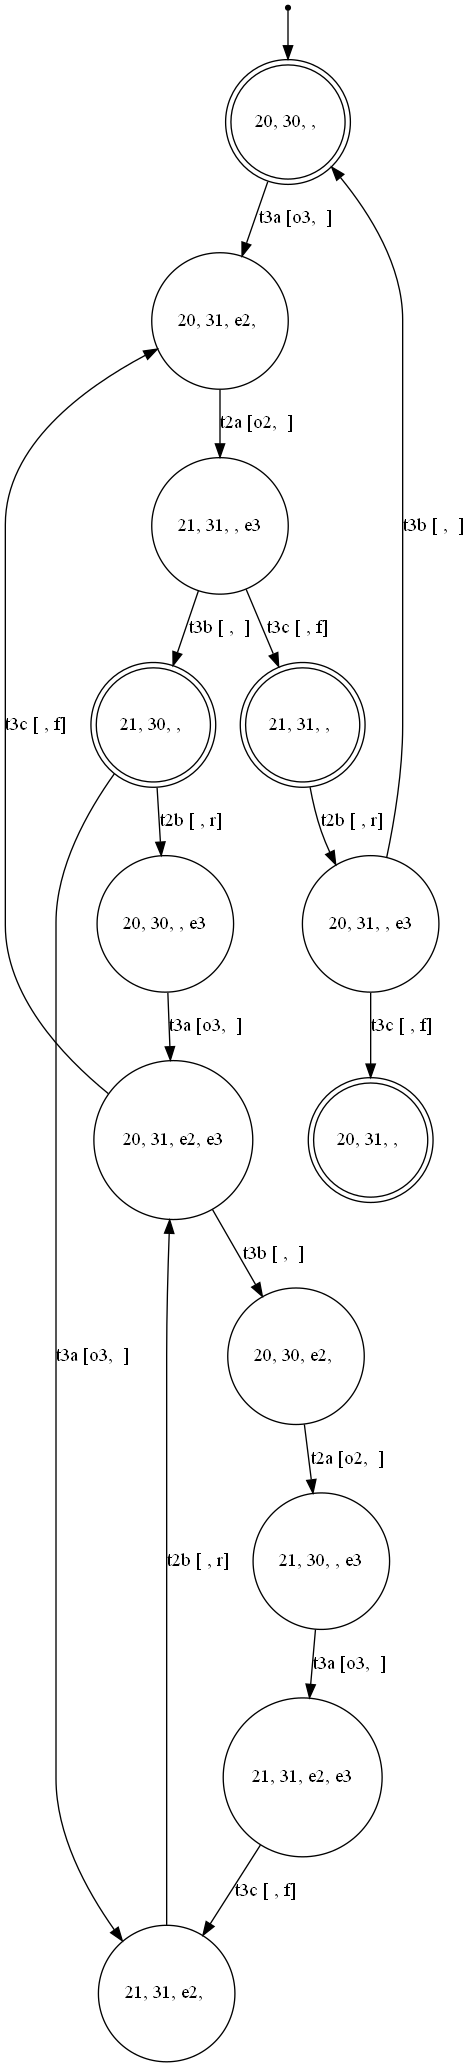 20, 30, ,
t3a [o3,  ]
20, 31, e2,
t2a [o2,  ]
21, 31, , e3
t3b [ ,  ]
t3b [ ,  ]
t3c [ , f]
t3c [ , f]
21, 30, ,
21, 31, ,
t2b [ , r]
t2b [ , r]
20, 30, , e3
20, 31, , e3
t3a [o3,  ]
t3c [ , f]
20, 31, e2, e3
20, 31, ,
t3b [ ,  ]
t3a [o3,  ]
20, 30, e2,
t2a [o2,  ]
t2b [ , r]
21, 30, , e3
t3a [o3,  ]
21, 31, e2, e3
t3c [ , f]
21, 31, e2,